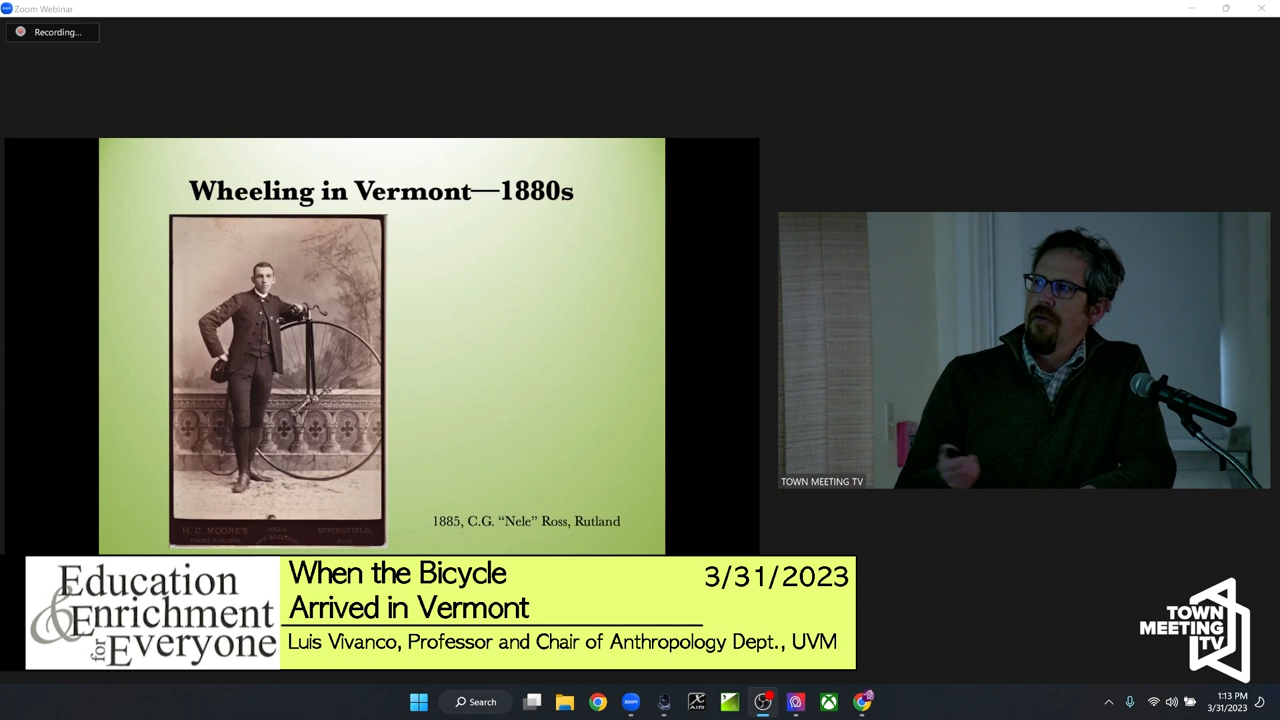 Zoom Webinar
Recording...
Wheeling in Vermont—1880s
H. C. MOORE'S
SPRINGFIELD,
1885, C.G. “Nele” Ross, Rutland
TOWN MEETING TV
Education
& Enrichment
for Everyone
When the Bicycle
Arrived in Vermont
3/31/2023
Luis Vivanco, Professor and Chair of Anthropology Dept., UVM
TOWN
MEETING
TV
Search
1:13 PM
3/31/2023